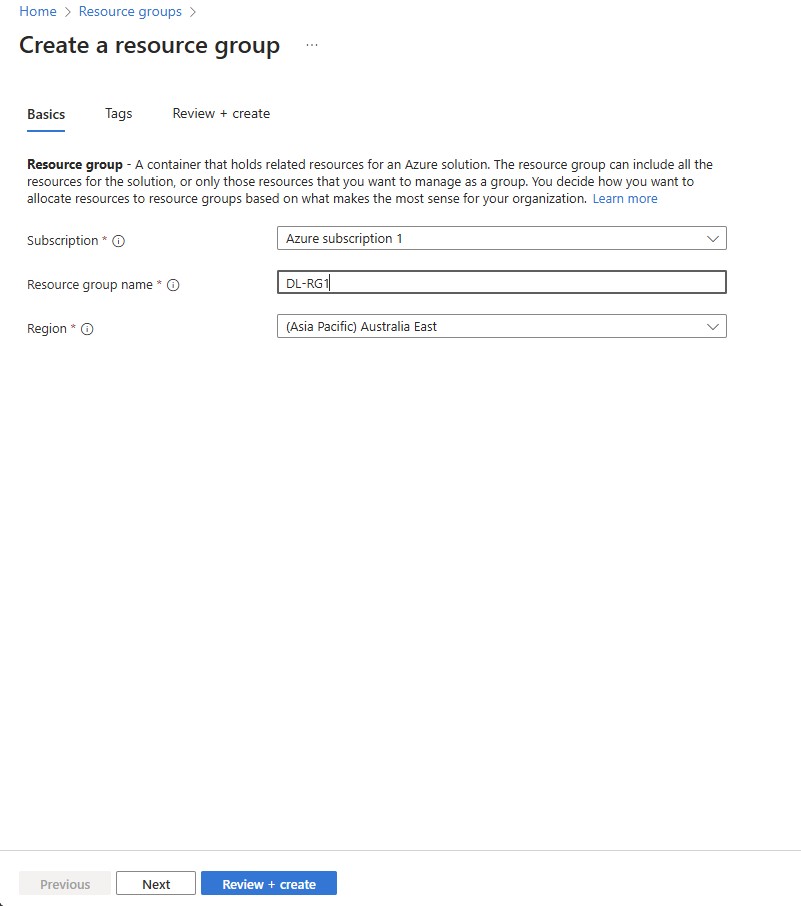 Home > Resource groups >
Create a resource group ...
Basics Tags Review + create
Resource group - A container that holds related resources for an Azure solution. The resource group can include all the
resources for the solution, or only those resources that you want to manage as a group. You decide how you want to
allocate resources to resource groups based on what makes the most sense for your organization. Learn more
Subscription * Azure subscription 1
Resource group name * DL-RG1
Region * (Asia Pacific) Australia East
Previous Next Review + create